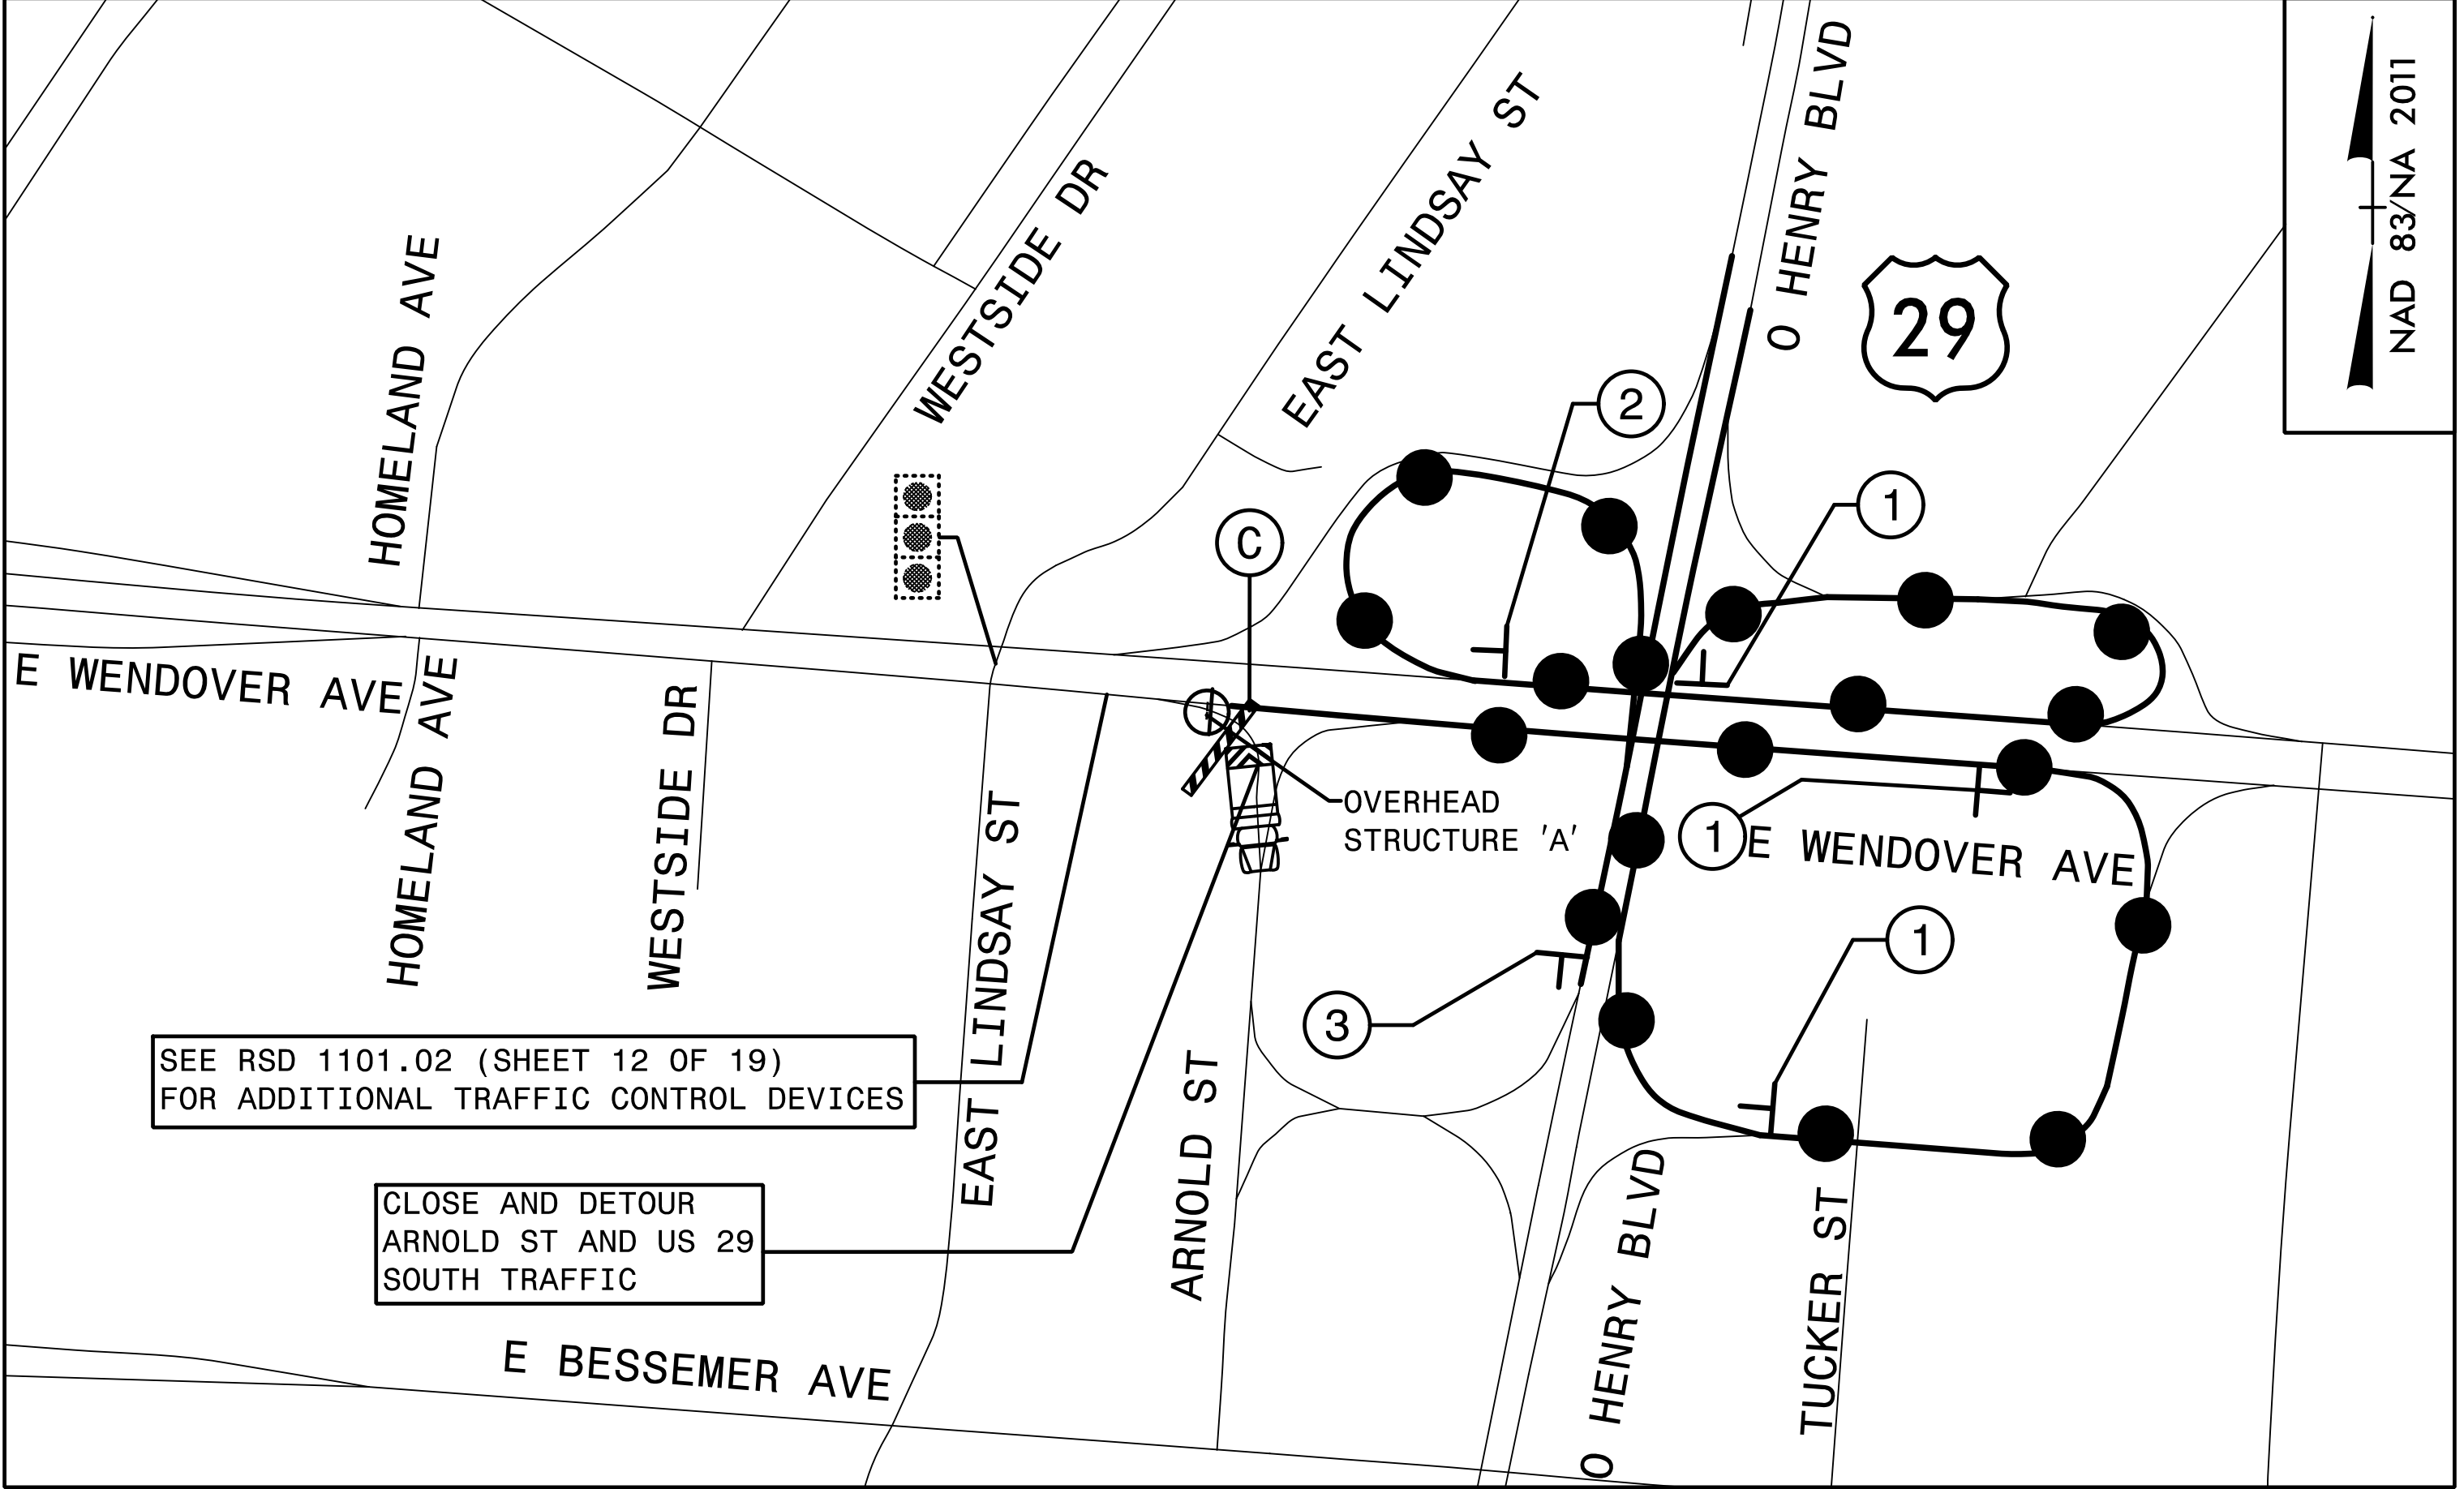 NAD 83/NA 2011
O HENRY BLVD
EAST LINDSAY ST
WESTSIDE DR
HOMELAND AVE
29
2
1
C
E WENDOVER AVE
HOMELAND AVE
WESTSIDE DR
EAST LINDSAY ST
OVERHEAD
STRUCTURE 'A'
1
E WENDOVER AVE
1
3
SEE RSD 1101.02 (SHEET 12 OF 19)
FOR ADDITIONAL TRAFFIC CONTROL DEVICES
ARNOLD ST
CLOSE AND DETOUR
ARNOLD ST AND US 29
SOUTH TRAFFIC
O HENRY BLVD
TUCKER ST
E BESSEMER AVE